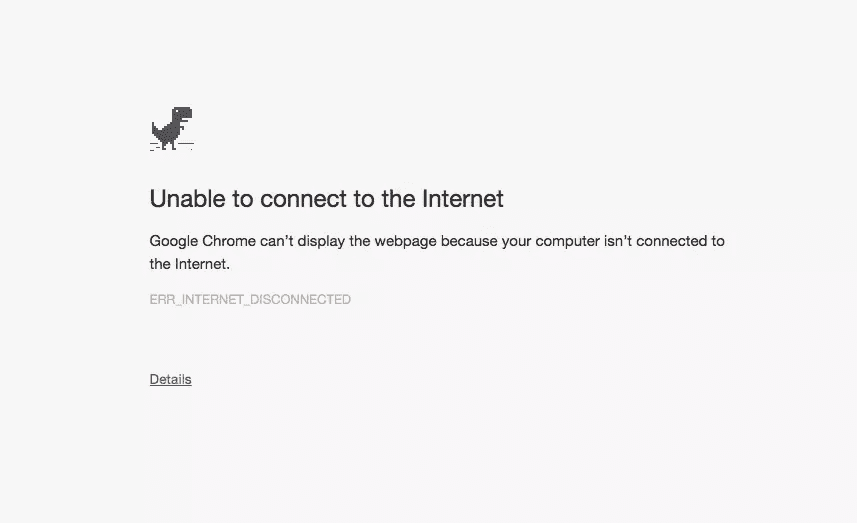 Unable to connect to the Internet
Google Chrome can’t display the webpage because your computer isn’t connected to
the Internet.
ERR_INTERNET_DISCONNECTED
Details